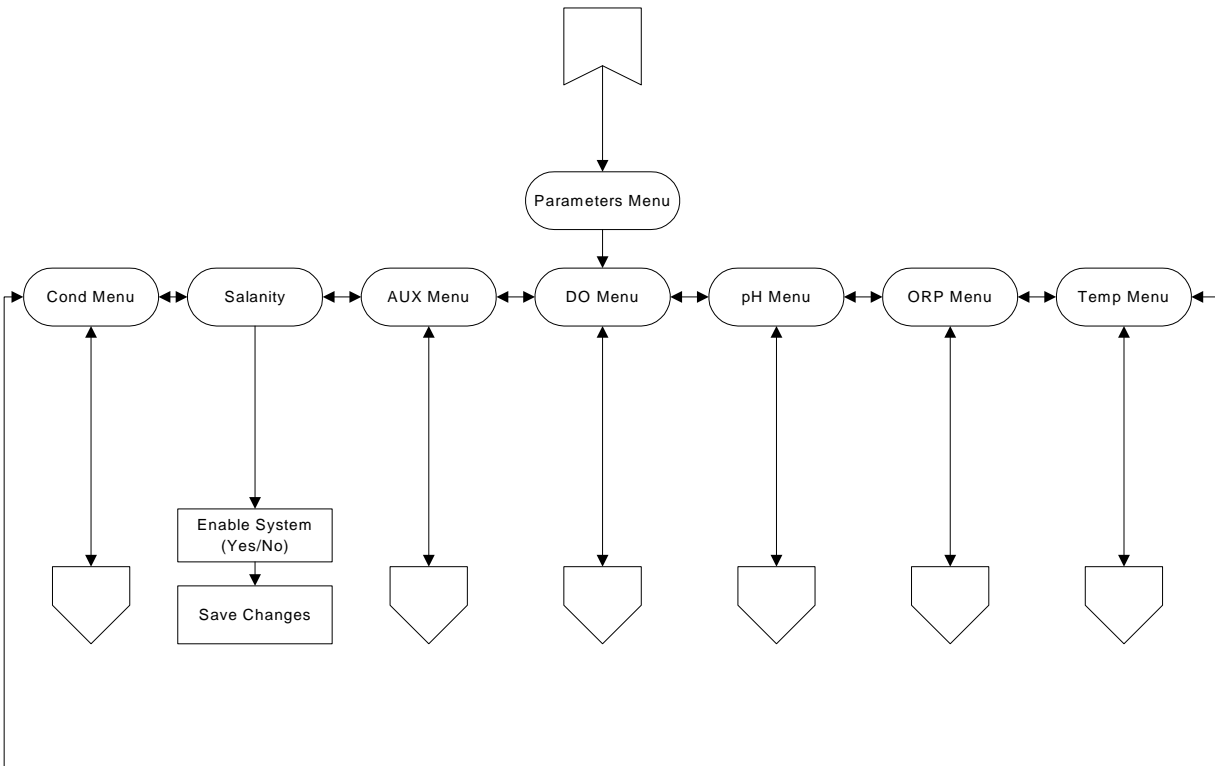 Parameters Menu
Cond Menu
Salanity
AUX Menu
DO Menu
pH Menu
ORP Menu
Temp Menu
Enable System
(Yes/No)
Save Changes